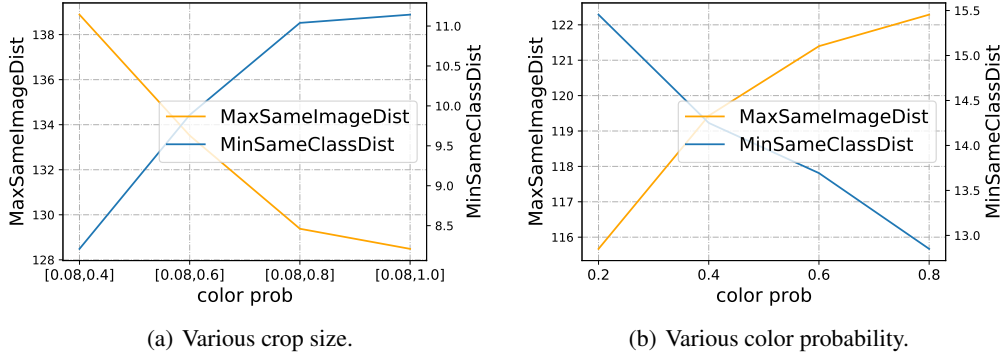 138
136
134
132
130
128
MaxSameImageDist
11.0
10.5
10.0
9.5
9.0
8.5
MinSameClassDist
MaxSameImageDist
MinSameClassDist
[0.08,0.4] [0.08,0.6] [0.08,0.8] [0.08,1.0]
color prob
(a) Various crop size.
122
121
120
119
118
117
116
MaxSameImageDist
15.5
15.0
14.5
14.0
13.5
13.0
MinSameClassDist
MaxSameImageDist
MinSameClassDist
0.2 0.4 0.6 0.8
color prob
(b) Various color probability.